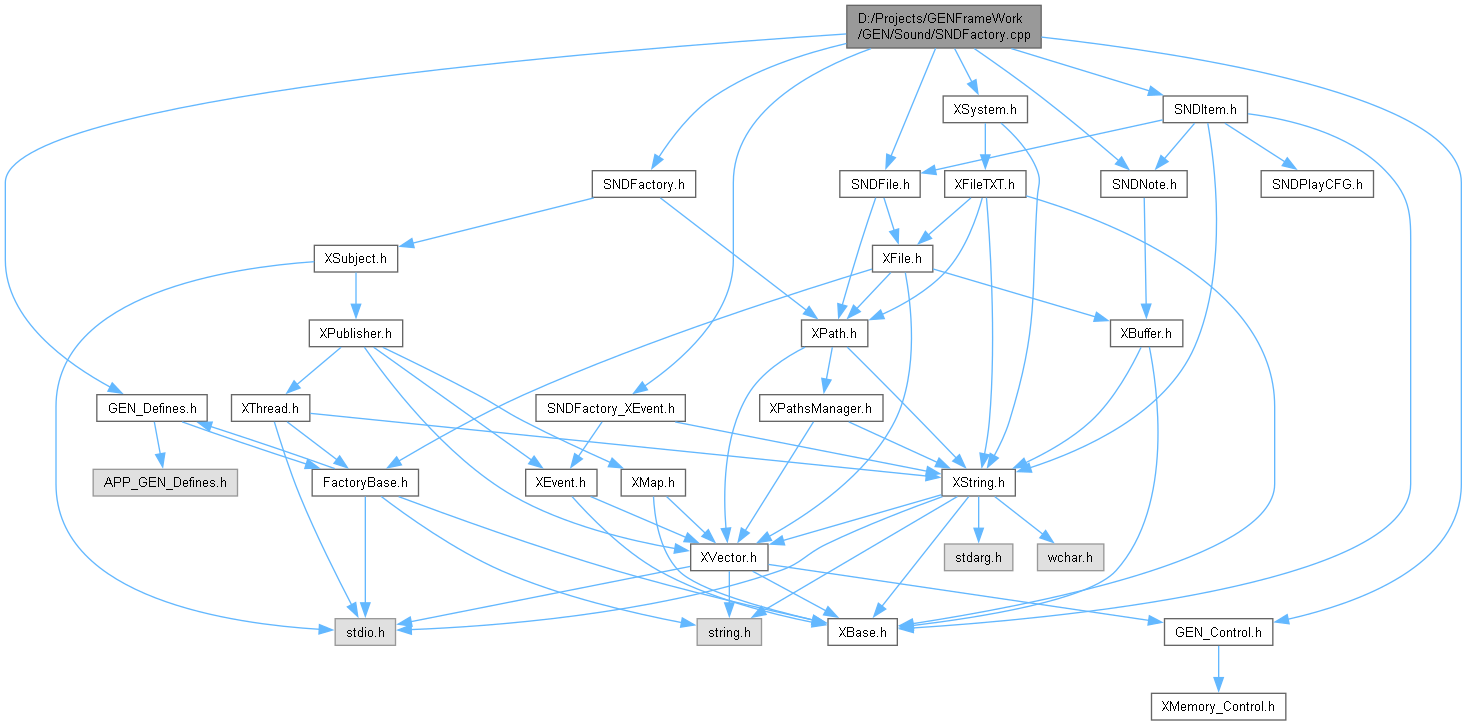 D:/Projects/GENFrameWork
/GEN/Sound/SNDFactory.cpp
XSystem.h
SNDItem.h
SNDFactory.h
SNDFile.h
XFileTXT.h
SNDNote.h
SNDPlayCFG.h
XSubject.h
XFile.h
XPublisher.h
XPath.h
XBuffer.h
GEN_Defines.h
XThread.h
SNDFactory_XEvent.h
XPathsManager.h
APP_GEN_Defines.h
FactoryBase.h
XEvent.h
XMap.h
XString.h
XVector.h
stdarg.h
wchar.h
stdio.h
string.h
XBase.h
GEN_Control.h
XMemory_Control.h